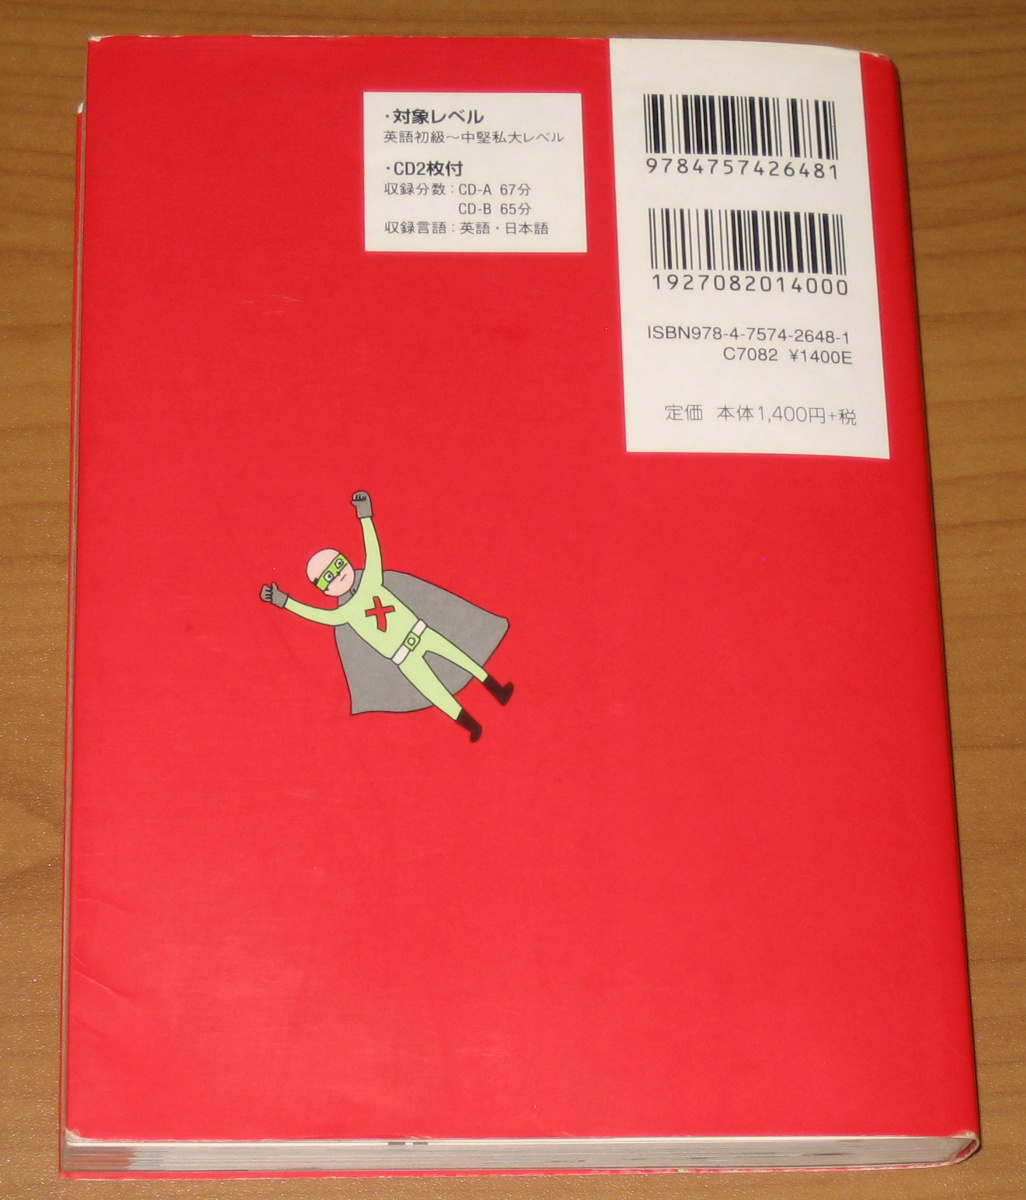 ・対象レベル
英語初級～中堅私大レベル
・CD2枚付
収録分数：CD-A 67分
CD-B 65分
収録言語：英語・日本語
9784757426481
1927082014000
ISBN978-4-7574-2648-1
C7082 ¥1400E
定価 本体1,400円+税